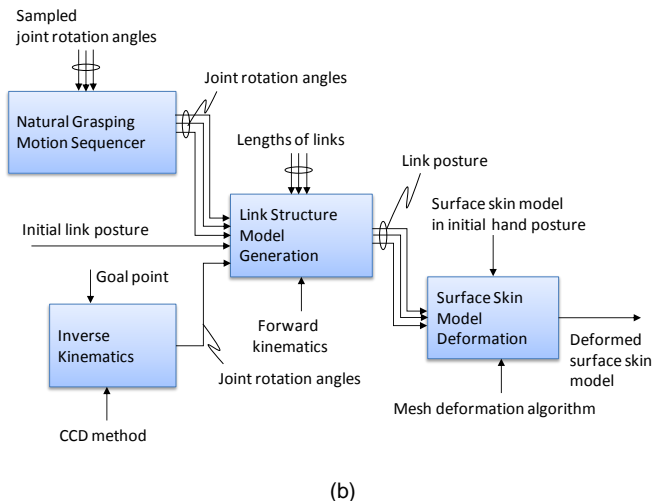 Sampled
joint rotation angles
Joint rotation angles
Natural Grasping
Motion Sequencer
Lengths of links
Link posture
Surface skin model
in initial hand posture
Link Structure
Model
Generation
Initial link posture
Goal point
Surface Skin
Model
Deformation
Inverse
Kinematics
Forward
kinematics
Deformed
surface skin
model
Joint rotation angles
Mesh deformation algorithm
CCD method
(b)